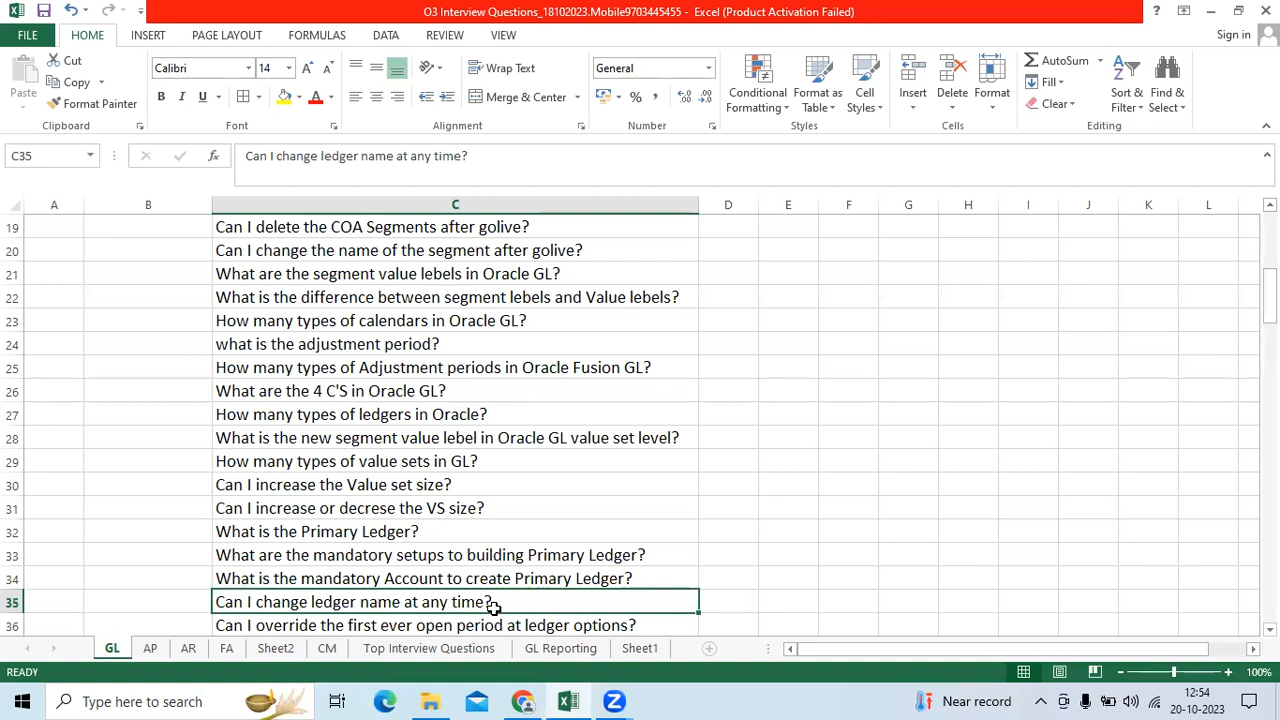 O3 Interview Questions_18102023.Mobile9703445455 - Excel (Product Activation Failed)
FILE HOME INSERT PAGE LAYOUT FORMULAS DATA REVIEW VIEW Sign in
Paste Cut Copy Format Painter Clipboard
Calibri 14 B I U A Font
Wrap Text Merge & Center Alignment
General % , Number
Conditional Formatting Format as Table Cell Styles Styles
Insert Delete Format Cells
AutoSum Fill Clear Sort & Filter Find & Select Editing
C35 fx Can I change ledger name at any time?
A B C D E F G H I J K L
19 Can I delete the COA Segments after golive?
20 Can I change the name of the segment after golive?
21 What are the segment value lebels in Oracle GL?
22 What is the difference between segment lebels and Value lebels?
23 How many types of calendars in Oracle GL?
24 what is the adjustment period?
25 How many types of Adjustment periods in Oracle Fusion GL?
26 What are the 4 C'S in Oracle GL?
27 How many types of ledgers in Oracle?
28 What is the new segment value lebel in Oracle GL value set level?
29 How many types of value sets in GL?
30 Can I increase the Value set size?
31 Can I increase or decrese the VS size?
32 What is the Primary Ledger?
33 What are the mandatory setups to building Primary Ledger?
34 What is the mandatory Account to create Primary Ledger?
35 Can I change ledger name at any time?
36 Can I override the first ever open period at ledger options?
GL AP AR FA Sheet2 CM Top Interview Questions GL Reporting Sheet1
READY 100%
Type here to search Near record 12:54
20-10-2023